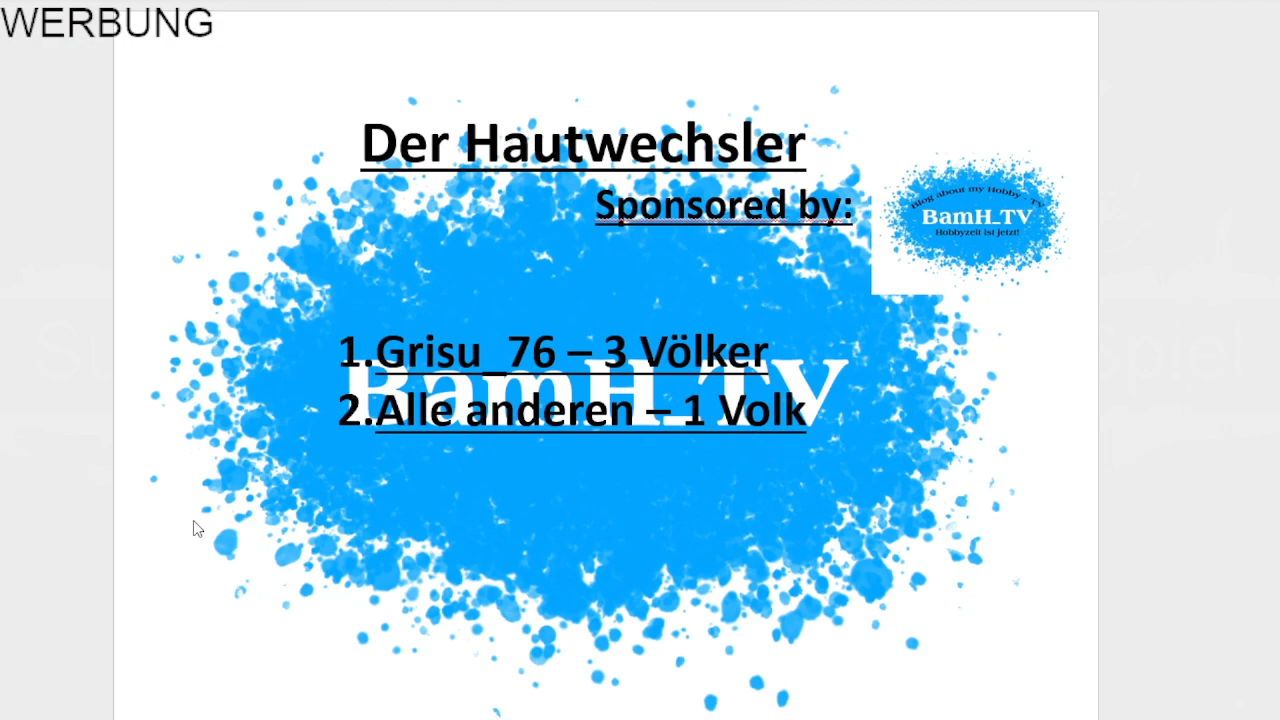 WERBUNG
Der Hautwechsler
Sponsored by:
Blog about my Hobby - TV
BamH_TV
Hobbyzeit ist jetzt!
1.Grisu_76 – 3 Völker
BamH_TV
2.Alle anderen – 1 Volk